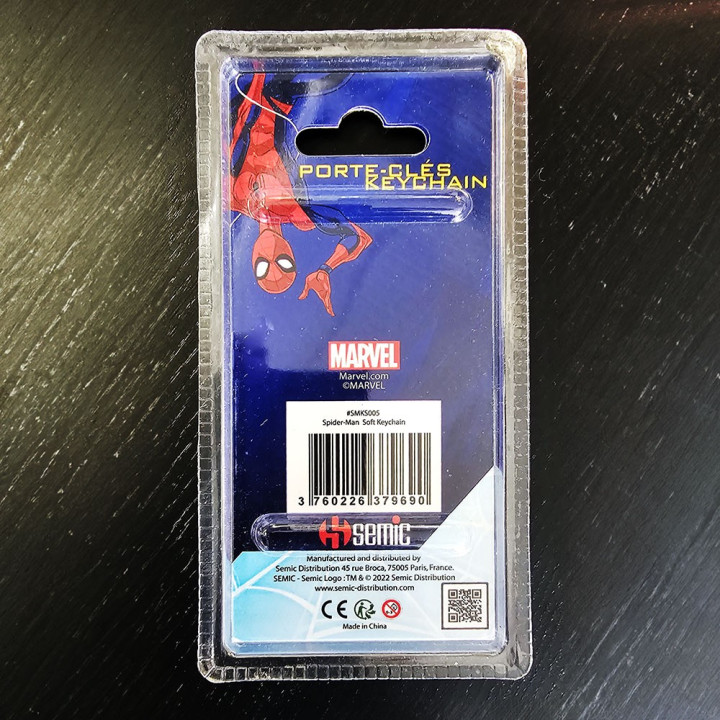 PORTE-CLÉS
KEYCHAIN
MARVEL
Marvel.com
©MARVEL
#SMKS005
Spider-Man Soft Keychain
3 760226 379690
semic
Manufactured and distributed by
Semic Distribution 45 rue Broca, 75005 Paris, France.
SEMIC - Semic Logo :TM & © 2022 Semic Distribution
www.semic-distribution.com
CE
Made in China